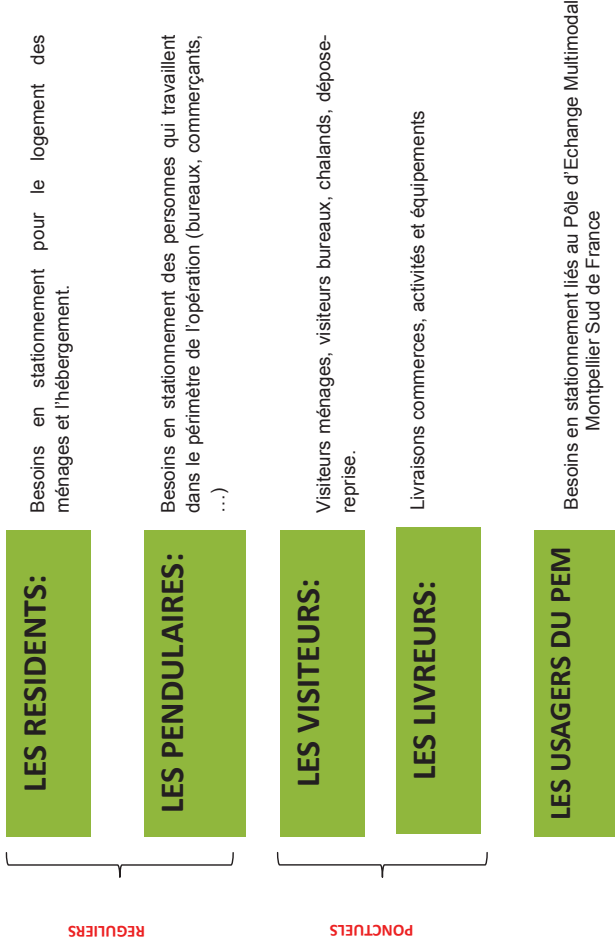 REGULIERS
LES RESIDENTS:
Besoins en stationnement pour le logement des
ménages et l'hébergement.
LES PENDULAIRES:
Besoins en stationnement des personnes qui travaillent
dans le périmètre de l'opération (bureaux, commerçants,
…)
PONCTUELS
LES VISITEURS:
Visiteurs ménages, visiteurs bureaux, chalands, dépose-
reprise.
LES LIVREURS:
Livraisons commerces, activités et équipements
LES USAGERS DU PEM
Besoins en stationnement liés au Pôle d'Echange Multimodal
Montpellier Sud de France